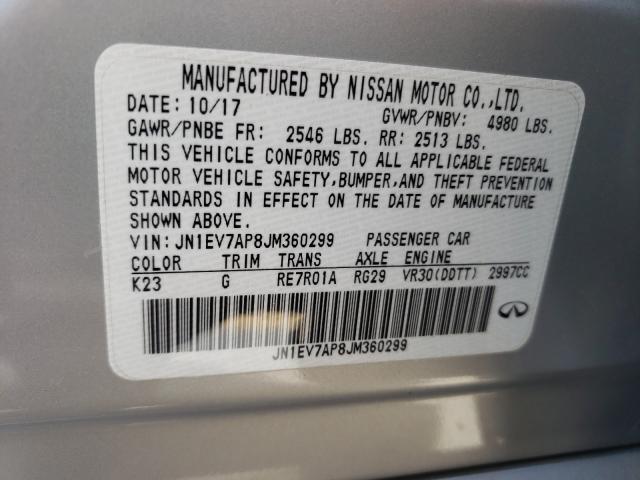 MANUFACTURED BY NISSAN MOTOR CO.,LTD.
DATE: 10/17 GVWR/PNBV: 4980 LBS.
GAWR/PNBE FR: 2546 LBS. RR: 2513 LBS.
THIS VEHICLE CONFORMS TO ALL APPLICABLE FEDERAL
MOTOR VEHICLE SAFETY,BUMPER,AND THEFT PREVENTION
STANDARDS IN EFFECT ON THE DATE OF MANUFACTURE
SHOWN ABOVE.
VIN:JN1EV7AP8JM360299 PASSENGER CAR
COLOR TRIM TRANS AXLE ENGINE
K23 G RE7R01A RG29 VR30(DDTT) 2997CC
JN1EV7AP8JM360299